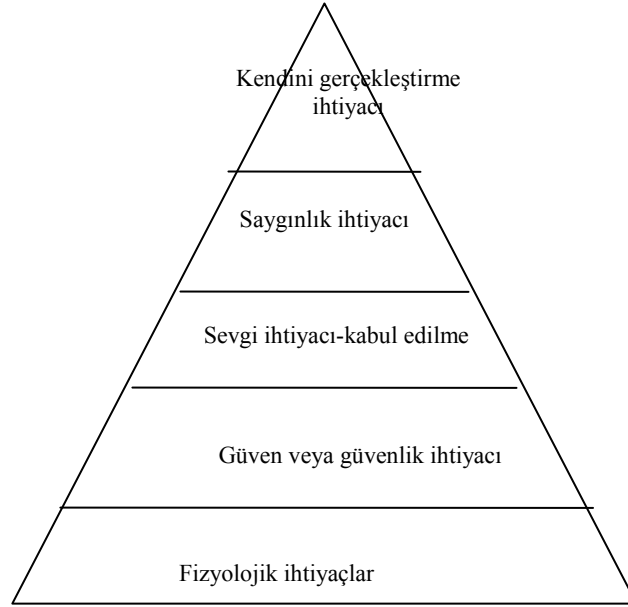 Kendini gerçekleştirme
ihtiyacı
Saygınlık ihtiyacı
Sevgi ihtiyacı-kabul edilme
Güven veya güvenlik ihtiyacı
Fizyolojik ihtiyaçlar